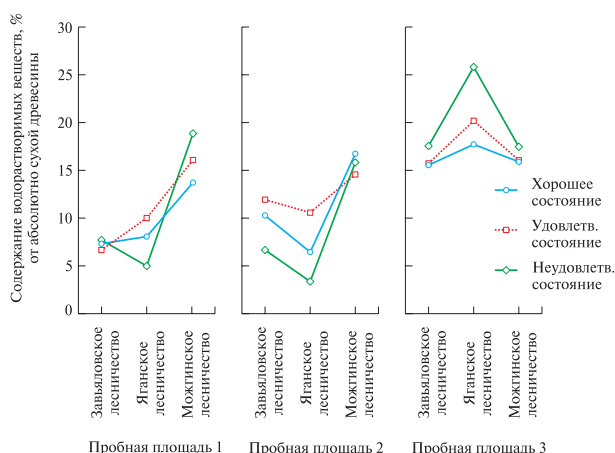 Содержание водорастворимых веществ, %
от абсолютно сухой древесины
30
25
20
15
10
5
0
Хорошее
состояние
Удовлетв.
состояние
Неудовлетв.
состояние
Завьяловское
лесничество
Яганское
лесничество
Можгинское
лесничество
Завьяловское
лесничество
Яганское
лесничество
Можгинское
лесничество
Завьяловское
лесничество
Яганское
лесничество
Можгинское
лесничество
Пробная площадь 1
Пробная площадь 2
Пробная площадь 3